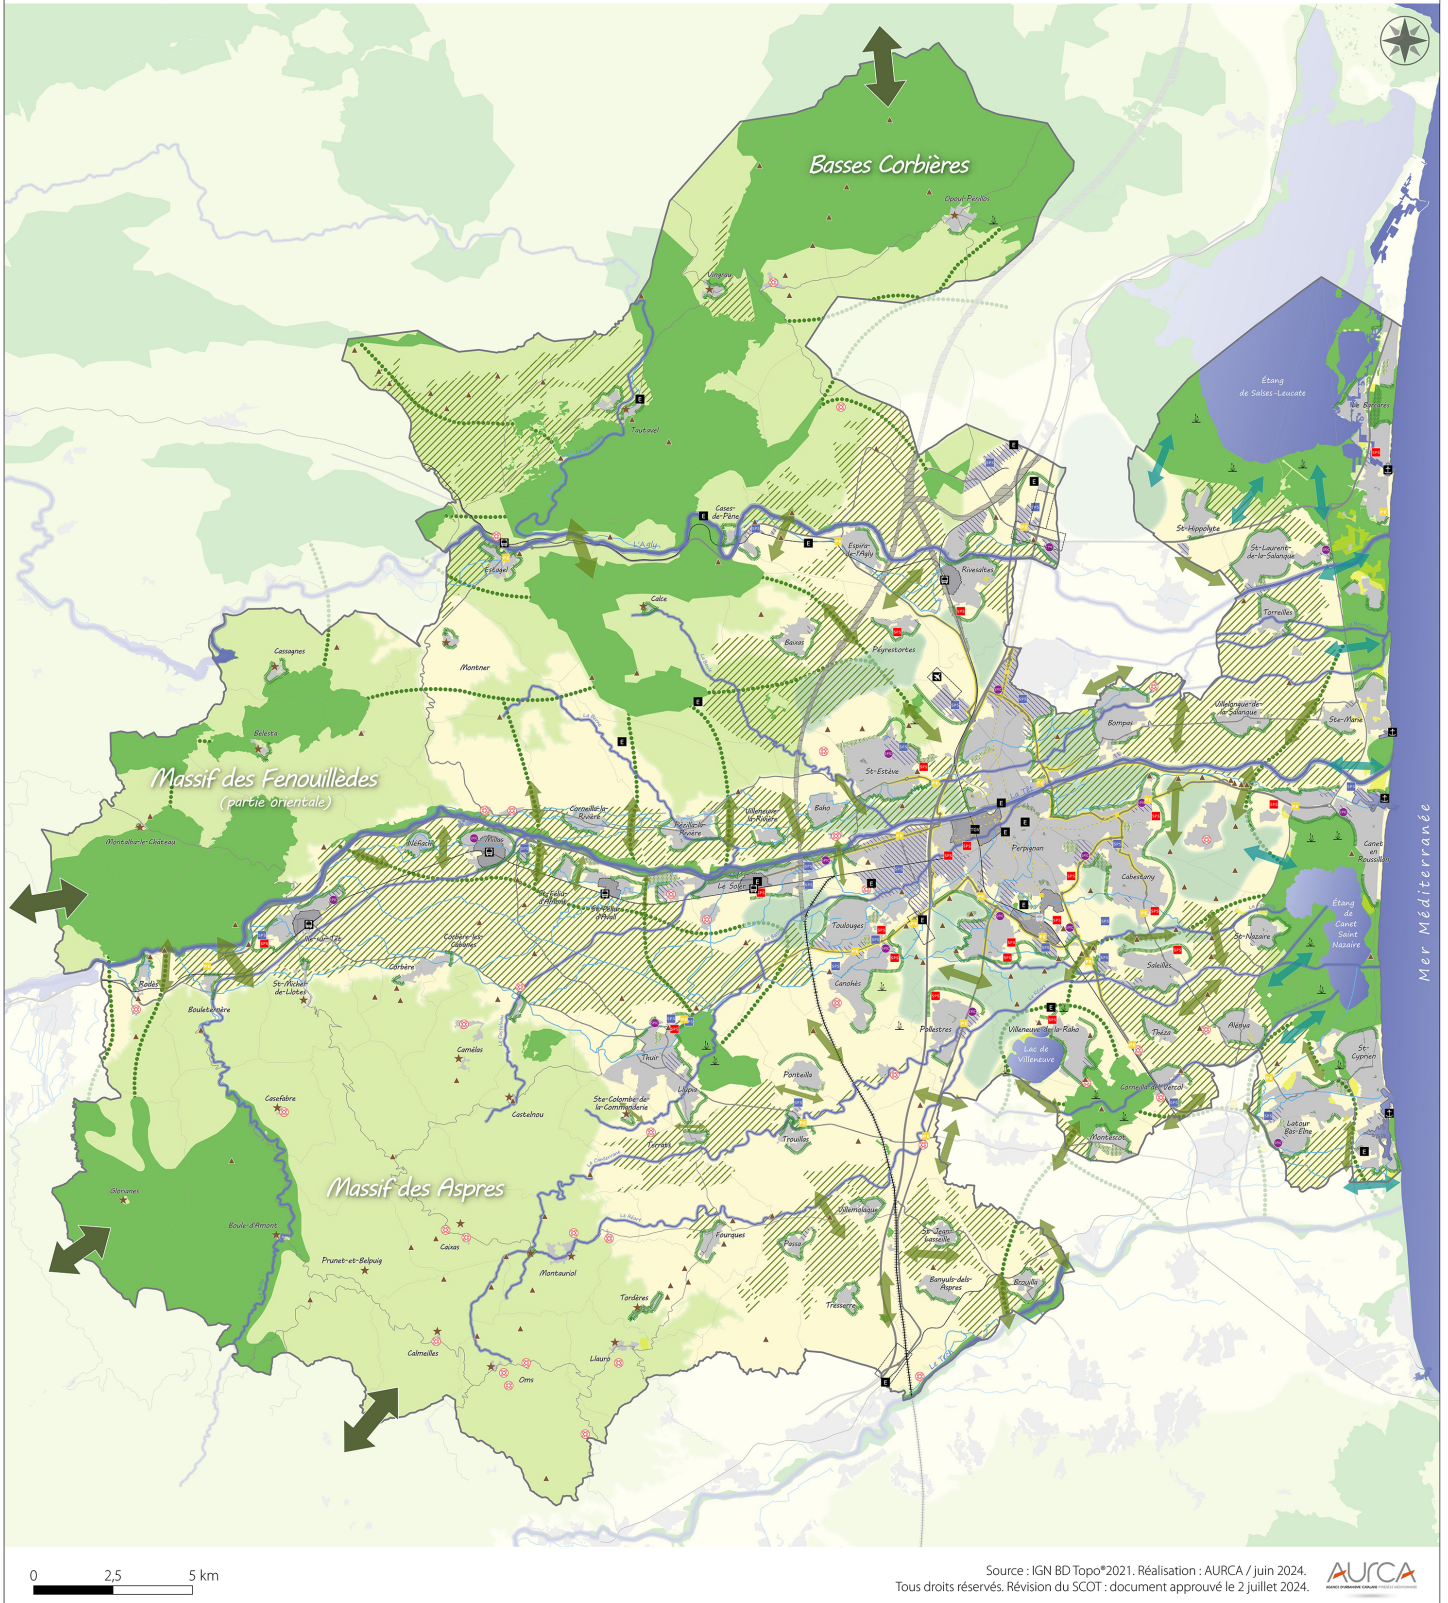 Basses Corbières
Opoul-Périllos
Vingrau
Étang
de Salses-Leucate
Le Barcarès
Tautavel
Cases-
de-Pène
L'Agly
Espira-
de-l'Agly
Rivesaltes
St-Hippolyte
St-Laurent-
de-la-Salanque
Estagel
Calce
Torreilles
Baixas
Peyrestortes
Cassagnes
Montner
Belesta
Bompas
Villelongue-de-
la-Salanque
Ste-Marie
Massif des Fenouillèdes
(partie orientale)
St-Estève
Baho
Corneilla-la-
Rivière
Pézilla-la-
Rivière
Villeneuve-
la-Rivière
La Têt
Montalba-le-Château
Néfiach
Millas
Perpignan
Canet
en
Roussillon
St-Féliu-
d'Amont
St-Féliu-
d'Avall
Le Soler
Cabestany
Étang
de
Canet
Saint
Nazaire
Mer Méditerranée
Ille-sur-Têt
Corbère-les-
Cabanes
Corbère
Toulouges
St-Nazaire
Saleilles
Rodès
Bouleternère
St-Michel-
de-Llotes
Canohès
Pollestres
Villeneuve-de-la-Raho
Lac de
Villeneuve
Théza
Alénya
St-
Cyprien
Camélas
Thuir
Ponteilla
Llupia
Corneilla-del-Vercol
Casefabre
Castelnou
Ste-Colombe-de-
la-Commanderie
Terrats
Trouillas
Montescot
Latour
Bas-Elne
Massif des Aspres
Glorianes
Boule-d'Amont
Caixas
Le Réart
Fourques
Villemolaque
Passa
St-Jean
Lasseille
Prunet-et-Belpuig
Montauriol
Tordères
Tresserre
Banyuls-dels-
Aspres
Brouilla
Calmeilles
Llauro
Oms
Le Tech
0 2,5 5 km
Source : IGN BD Topo®2021. Réalisation : AURCA / juin 2024.
Tous droits réservés. Révision du SCOT : document approuvé le 2 juillet 2024.
AURCA